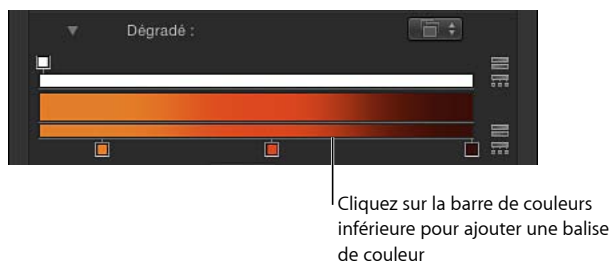 Dégradé :
Cliquez sur la barre de couleurs
inférieure pour ajouter une balise
de couleur